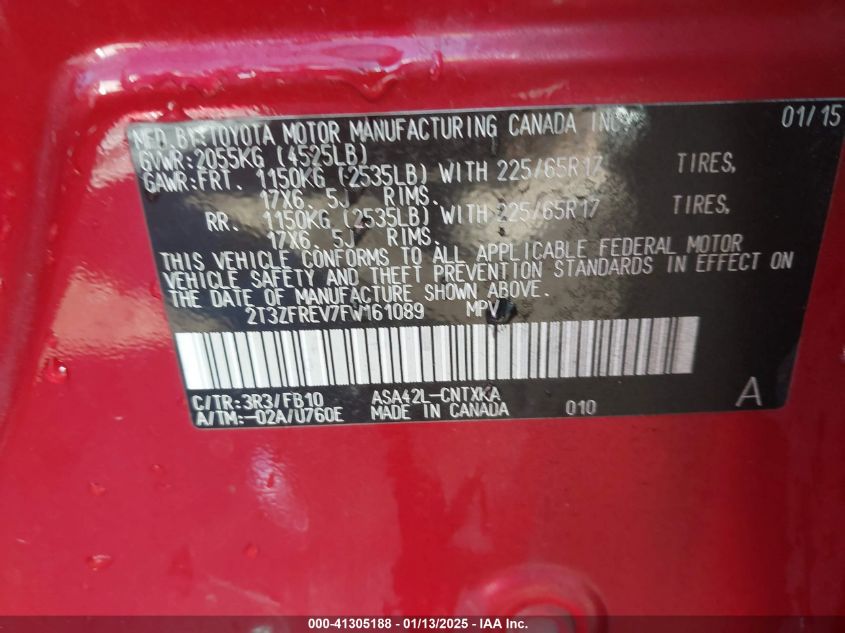 MFD. BY: TOYOTA MOTOR MANUFACTURING CANADA INC. 01/15
GVWR: 2055KG (4525LB)
GAWR: FRT. 1150KG (2535LB) WITH 225/65R17 TIRES,
17X6. 5J RIMS.
RR. 1150KG (2535LB) WITH 225/65R17 TIRES,
17X6. 5J RIMS.
THIS VEHICLE CONFORMS TO ALL APPLICABLE FEDERAL MOTOR
VEHICLE SAFETY AND THEFT PREVENTION STANDARDS IN EFFECT ON
THE DATE OF MANUFACTURE SHOWN ABOVE.
2T3ZFREV7FW161089 MPV
C/TR: 3R3/FB10 ASA42L-CNTXKA
A/TM: -02A/U760E MADE IN CANADA 010 A
000-41305188 - 01/13/2025 - IAA Inc.